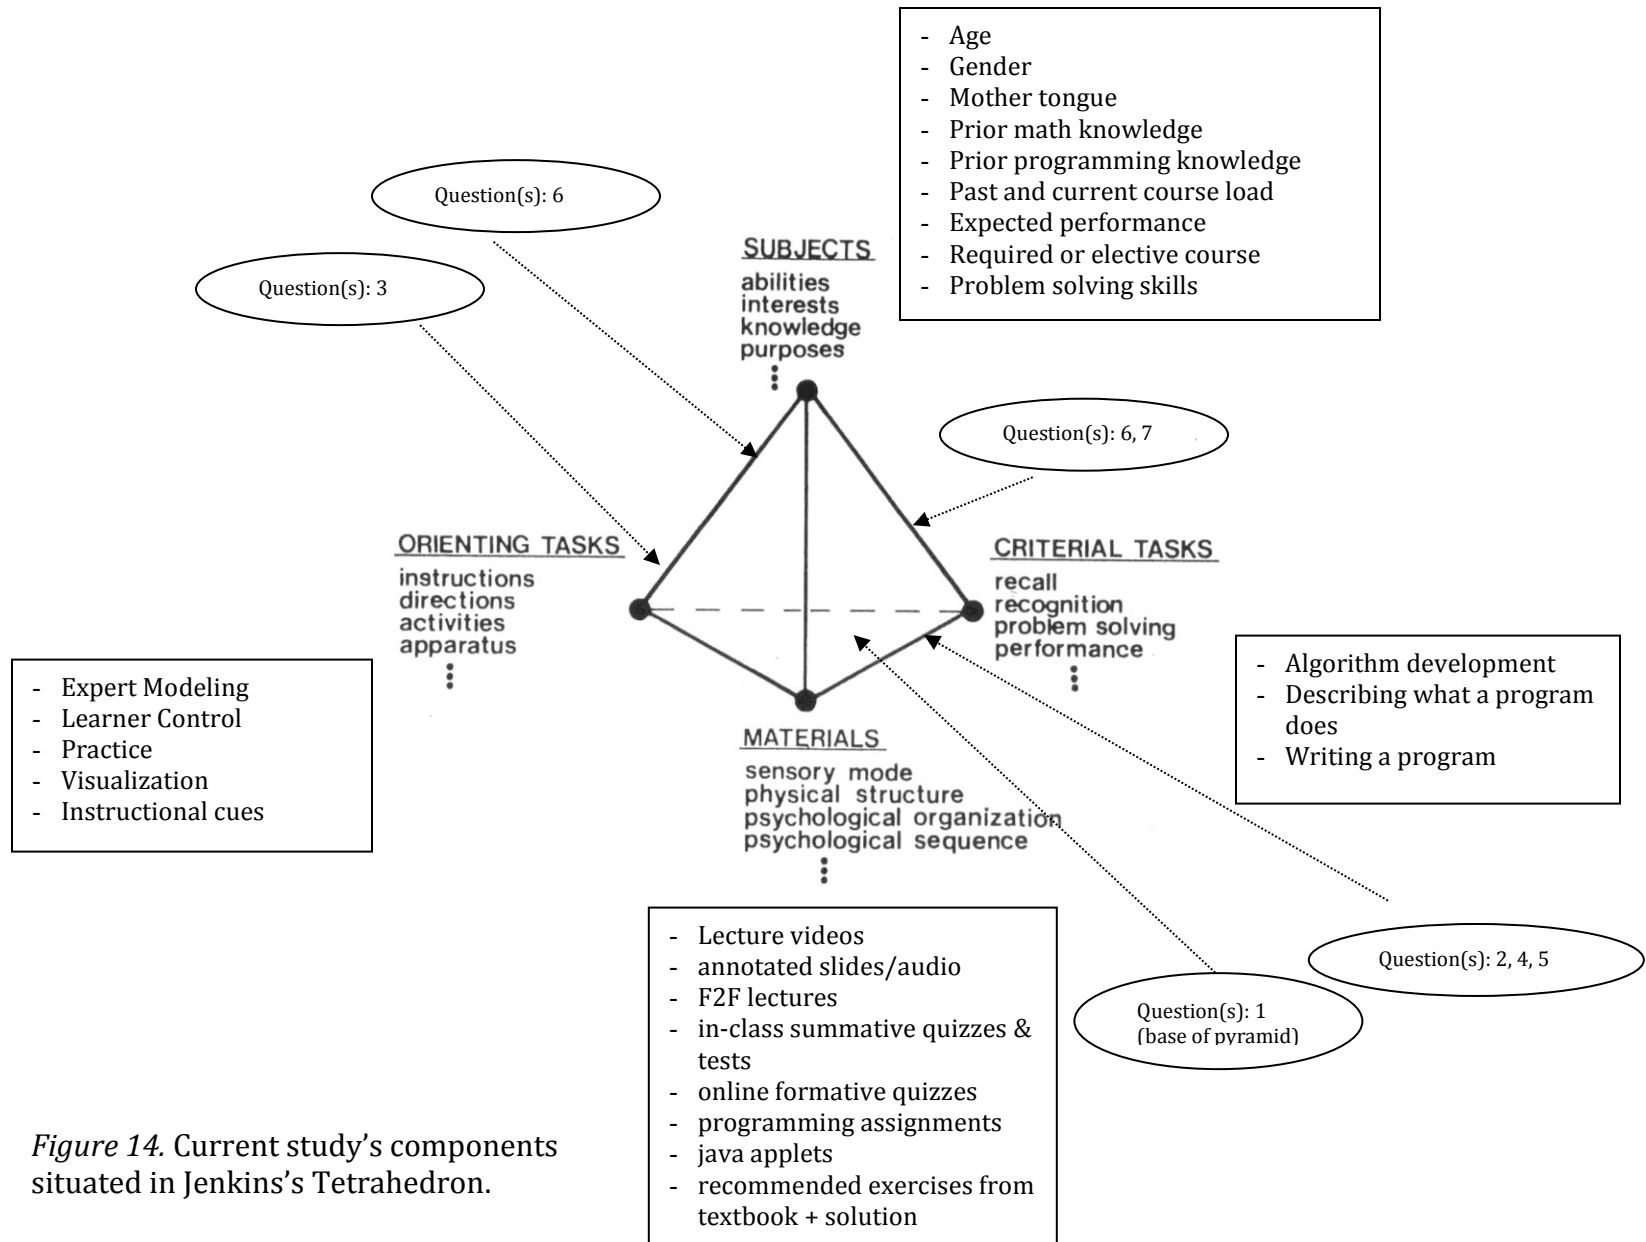 - Age
- Gender
- Mother tongue
- Prior math knowledge
- Prior programming knowledge
- Past and current course load
- Expected performance
- Required or elective course
- Problem solving skills
Question(s): 6
Question(s): 3
SUBJECTS
abilities
interests
knowledge
purposes
Question(s): 6, 7
ORIENTING TASKS
instructions
directions
activities
apparatus
CRITERIAL TASKS
recall
recognition
problem solving
performance
- Expert Modeling
- Learner Control
- Practice
- Visualization
- Instructional cues
- Algorithm development
- Describing what a program
does
- Writing a program
MATERIALS
sensory mode
physical structure
psychological organization
psychological sequence
- Lecture videos
- annotated slides/audio
- F2F lectures
- in-class summative quizzes &
tests
- online formative quizzes
- programming assignments
- java applets
- recommended exercises from
textbook + solution
Question(s): 2, 4, 5
Question(s): 1
(base of pyramid)
Figure 14. Current study's components
situated in Jenkins's Tetrahedron.